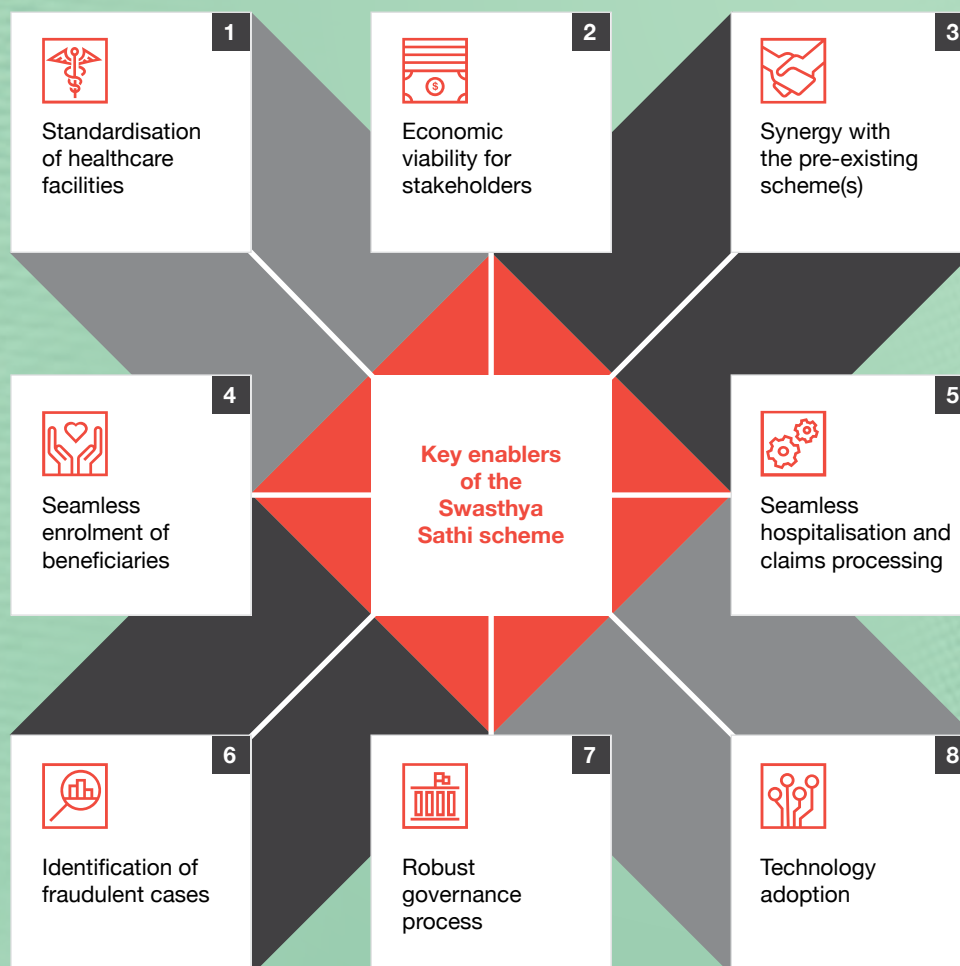 1
Standardisation
of healthcare
facilities
2
$
Economic
viability for
stakeholders
3
Synergy with
the pre-existing
scheme(s)
4
Seamless
enrolment of
beneficiaries
Key enablers
of the
Swasthya
Sathi scheme
5
Seamless
hospitalisation and
claims processing
6
Identification of
fraudulent cases
7
Robust
governance
process
8
Technology
adoption